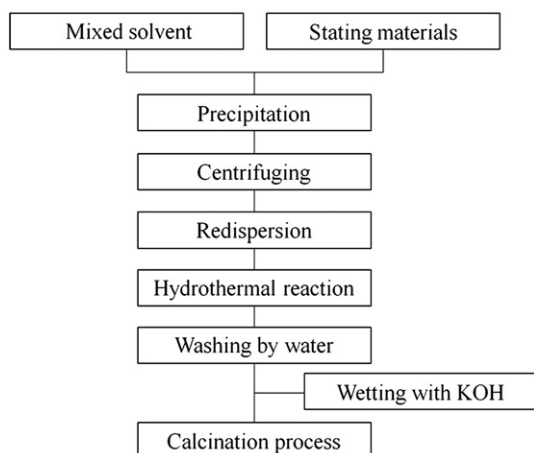 Mixed solvent
Stating materials
Precipitation
Centrifuging
Redispersion
Hydrothermal reaction
Washing by water
Wetting with KOH
Calcination process